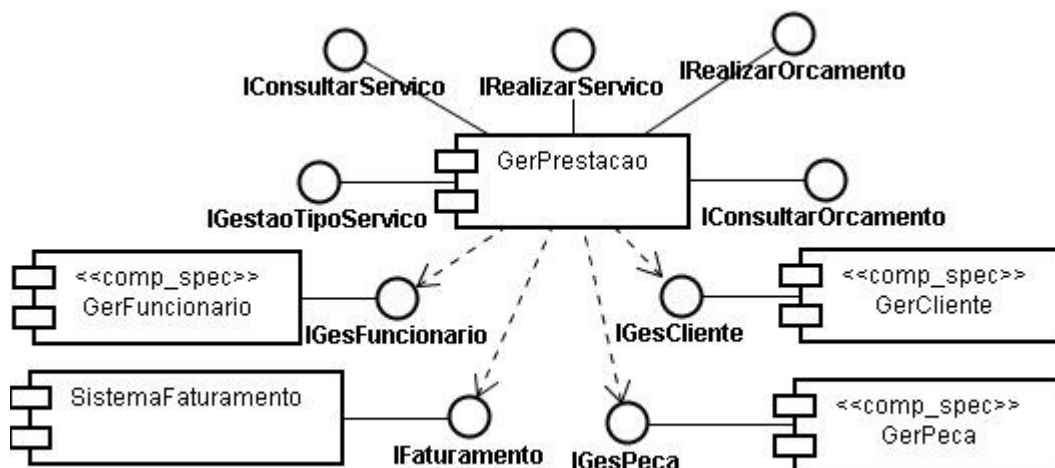 IConsultarServico
IRealizarServico
IRealizarOrcamento
GerPrestacao
IGestaoTipoServico
IConsultarOrcamento
<<comp_spec>>
GerFuncionario
IGesFuncionario
IGesCliente
<<comp_spec>>
GerCliente
SistemaFaturamento
IFaturamento
IGesPeca
<<comp_spec>>
GerPeca